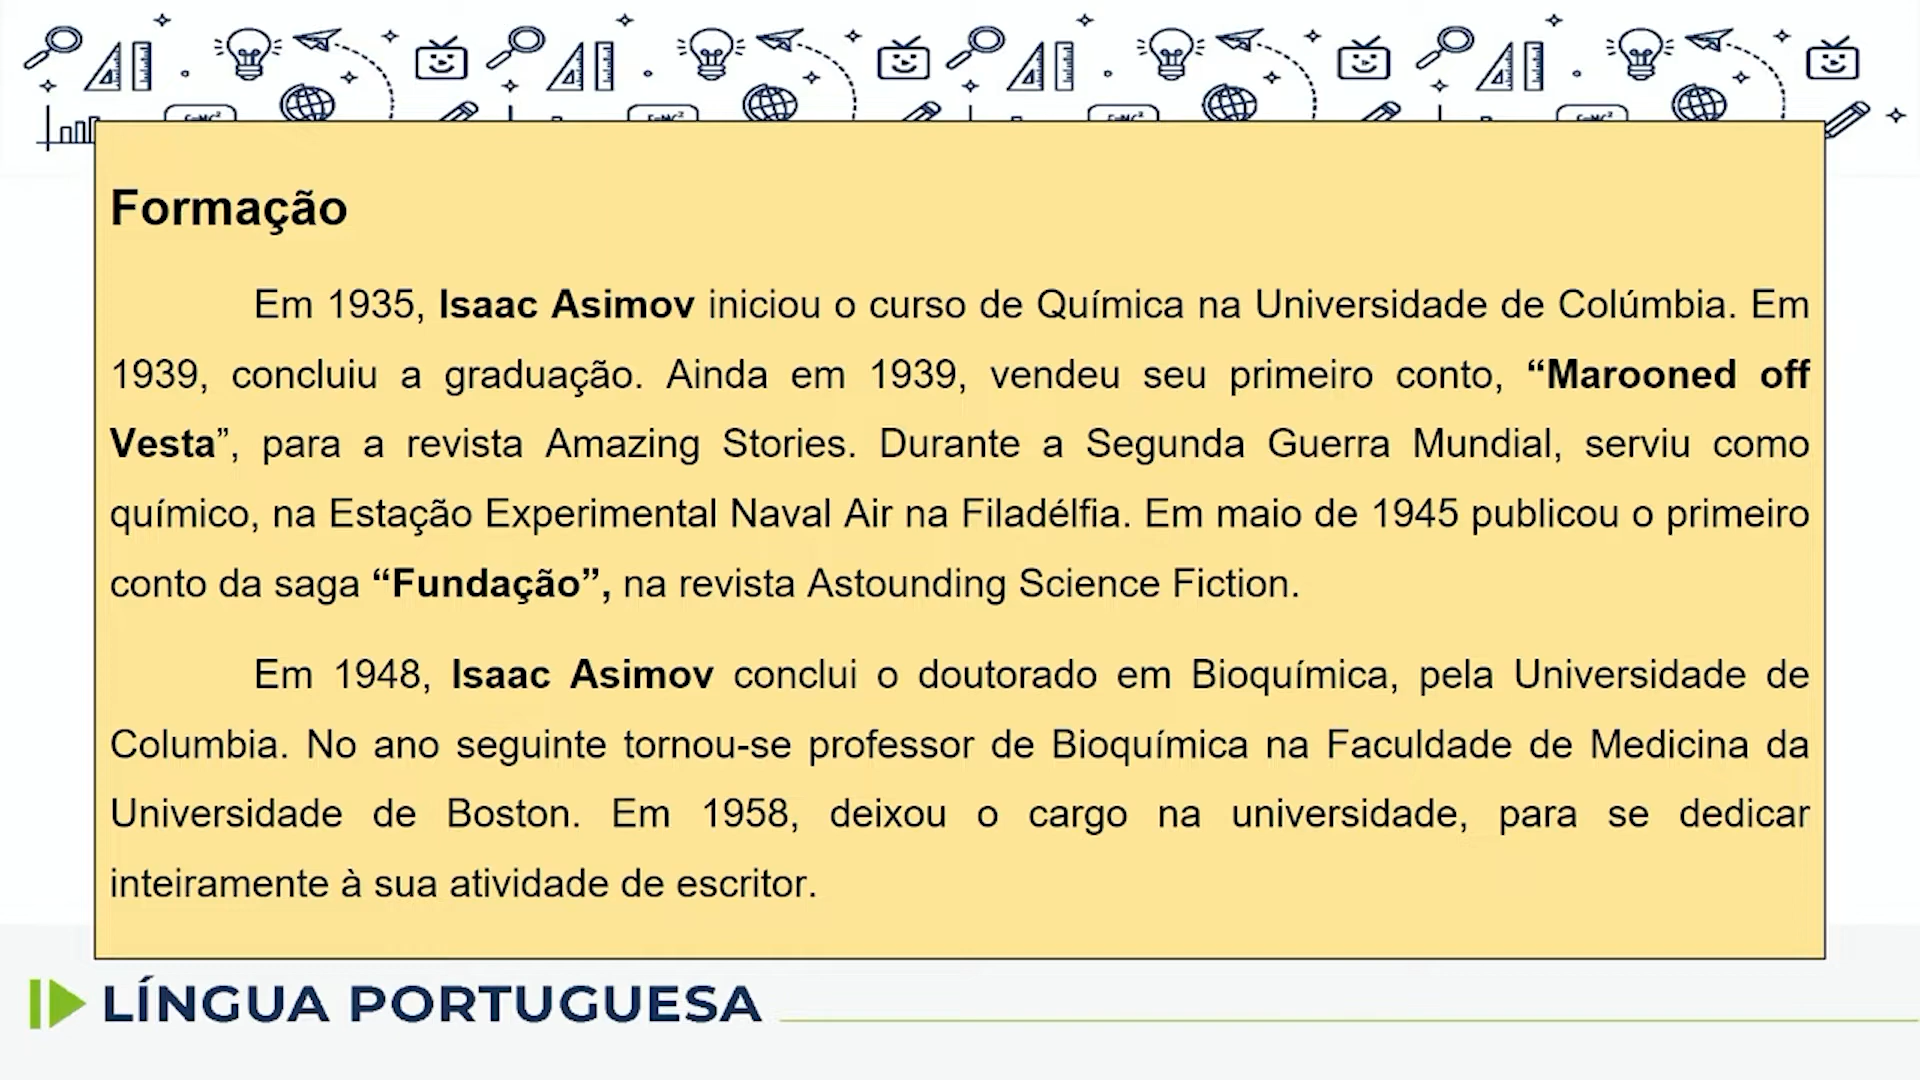 Formação
Em 1935, Isaac Asimov iniciou o curso de Química na Universidade de Colúmbia. Em
1939, concluiu a graduação. Ainda em 1939, vendeu seu primeiro conto, “Marooned off
Vesta”, para a revista Amazing Stories. Durante a Segunda Guerra Mundial, serviu como
químico, na Estação Experimental Naval Air na Filadélfia. Em maio de 1945 publicou o primeiro
conto da saga “Fundação”, na revista Astounding Science Fiction.
Em 1948, Isaac Asimov conclui o doutorado em Bioquímica, pela Universidade de
Columbia. No ano seguinte tornou-se professor de Bioquímica na Faculdade de Medicina da
Universidade de Boston. Em 1958, deixou o cargo na universidade, para se dedicar
inteiramente à sua atividade de escritor.
LÍNGUA PORTUGUESA